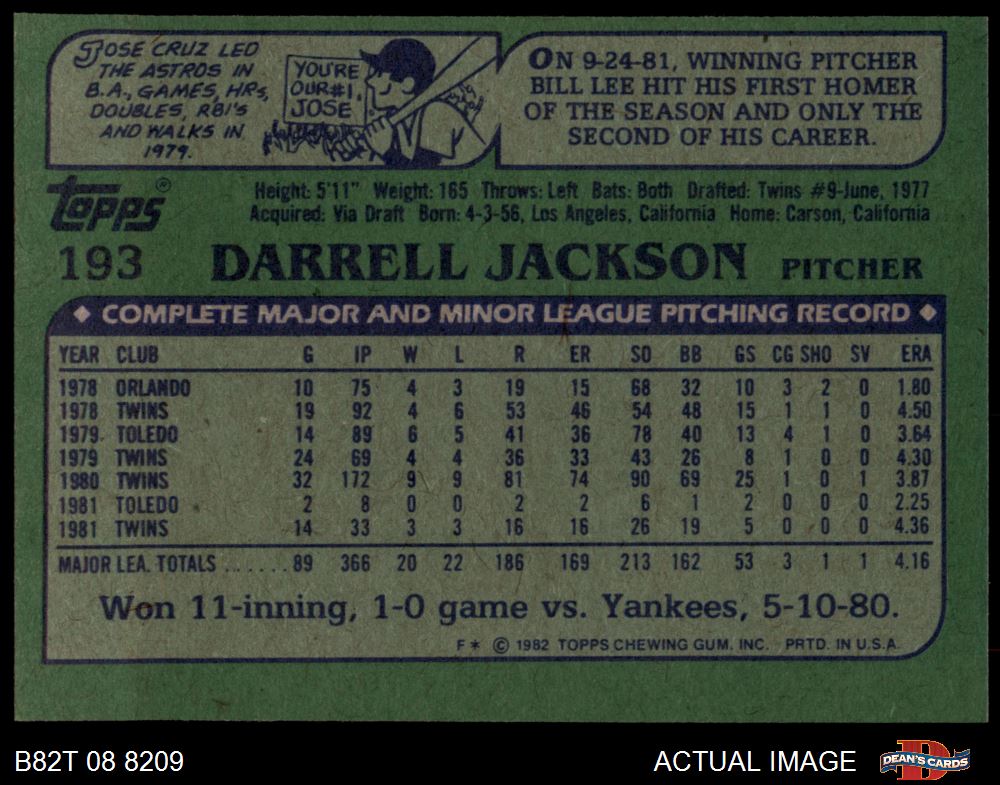 JOSE CRUZ LED
THE ASTROS IN
B.A., GAMES, HRs,
DOUBLES, RBI'S
AND WALKS IN
1979.
YOU'RE
OUR #1,
JOSE
ON 9-24-81, WINNING PITCHER
BILL LEE HIT HIS FIRST HOMER
OF THE SEASON AND ONLY THE
SECOND OF HIS CAREER.
topps®
Height: 5'11" Weight: 165 Throws: Left Bats: Both Drafted: Twins #9-June, 1977
Acquired: Via Draft Born: 4-3-56, Los Angeles, California Home: Carson, California
193 DARRELL JACKSON PITCHER
◆ COMPLETE MAJOR AND MINOR LEAGUE PITCHING RECORD ◆
YEAR CLUB G IP W L R ER SO BB GS CG SHO SV ERA
1978 ORLANDO 10 75 4 3 19 15 68 32 10 3 2 0 1.80
1978 TWINS 19 92 4 6 53 46 54 48 15 1 1 0 4.50
1979 TOLEDO 14 89 6 5 41 36 78 40 13 4 1 0 3.64
1979 TWINS 24 69 4 4 36 33 43 26 8 1 0 0 4.30
1980 TWINS 32 172 9 9 81 74 90 69 25 1 0 1 3.87
1981 TOLEDO 2 8 0 0 2 2 6 1 2 0 0 0 2.25
1981 TWINS 14 33 3 3 16 16 26 19 5 0 0 0 4.36
MAJOR LEA. TOTALS .......89 366 20 22 186 169 213 162 53 3 1 1 4.16
Won 11-inning, 1-0 game vs. Yankees, 5-10-80.
F* © 1982 TOPPS CHEWING GUM, INC. PRTD. IN U.S.A.
B82T 08 8209
ACTUAL IMAGE
D
DEAN'S CARDS